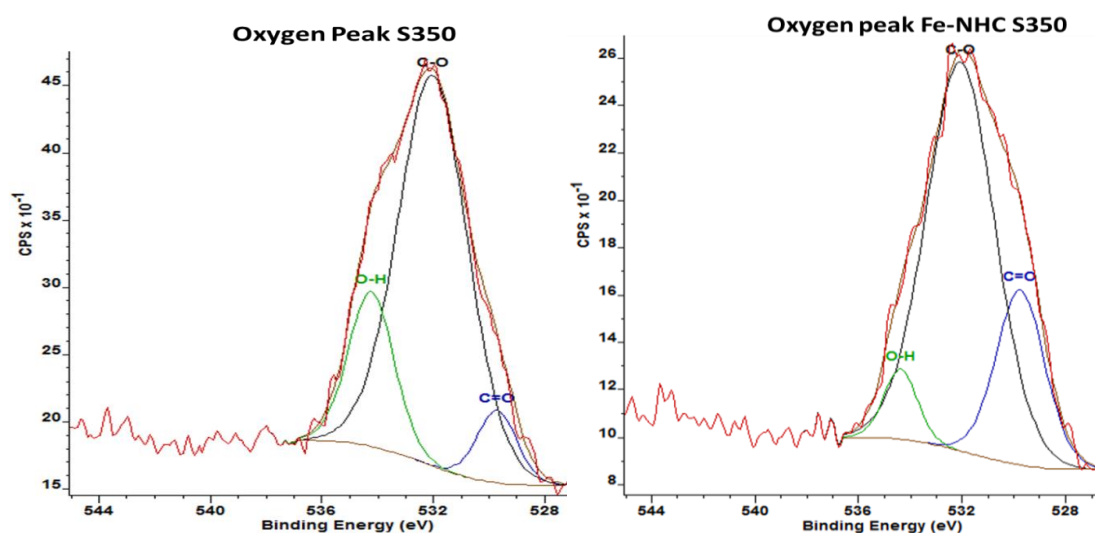 Oxygen Peak S350
C-O
45
40
35
30
25
20
15
CPS x 10⁻¹
O-H
C=O
544
540
536
532
528
Binding Energy (eV)
Oxygen peak Fe-NHC S350
C-O
26
24
22
20
18
16
14
12
10
8
CPS x 10⁻¹
O-H
C=O
544
540
536
532
528
Binding Energy (eV)